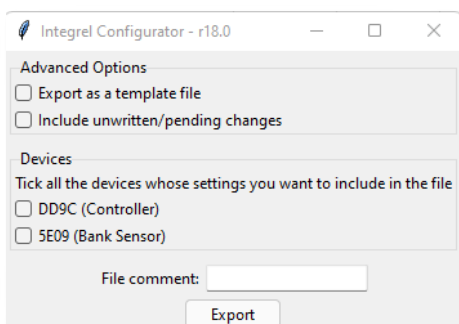 Integrel Configurator - r18.0
Advanced Options
Export as a template file
Include unwritten/pending changes
Devices
Tick all the devices whose settings you want to include in the file
DD9C (Controller)
5E09 (Bank Sensor)
File comment:
Export